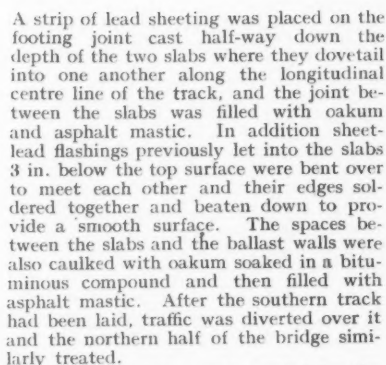 A strip of lead sheeting was placed on the
footing joint cast half-way down the
depth of the two slabs where they dovetail
into one another along the longitudinal
centre line of the track, and the joint be-
tween the slabs was filled with oakum
and asphalt mastic. In addition sheet-
lead flashings previously let into the slabs
3 in. below the top surface were bent over
to meet each other and their edges sol-
dered together and beaten down to pro-
vide a smooth surface. The spaces be-
tween the slabs and the ballast walls were
also caulked with oakum soaked in a bitu-
minous compound and then filled with
asphalt mastic. After the southern track
had been laid, traffic was diverted over it
and the northern half of the bridge simi-
larly treated.